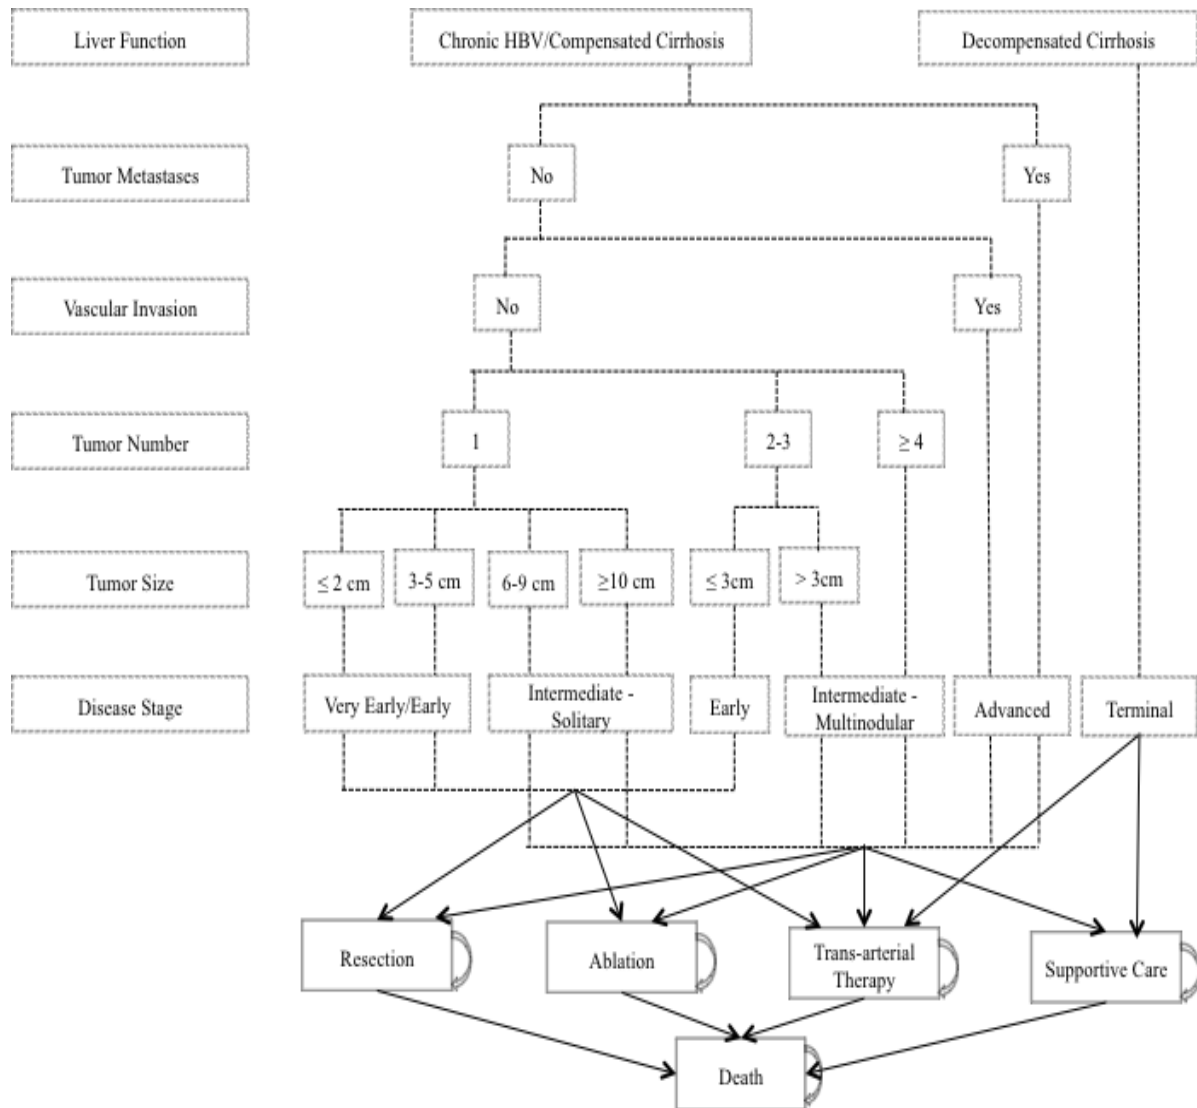 Liver Function
Chronic HBV/Compensated Cirrhosis
Decompensated Cirrhosis
Tumor Metastases
No
Yes
Vascular Invasion
No
Yes
Tumor Number
1
2-3
≥ 4
Tumor Size
≤ 2 cm
3-5 cm
6-9 cm
≥10 cm
≤ 3cm
> 3cm
Disease Stage
Very Early/Early
Intermediate -
Solitary
Early
Intermediate -
Multinodular
Advanced
Terminal
Resection
Ablation
Trans-arterial
Therapy
Supportive Care
Death